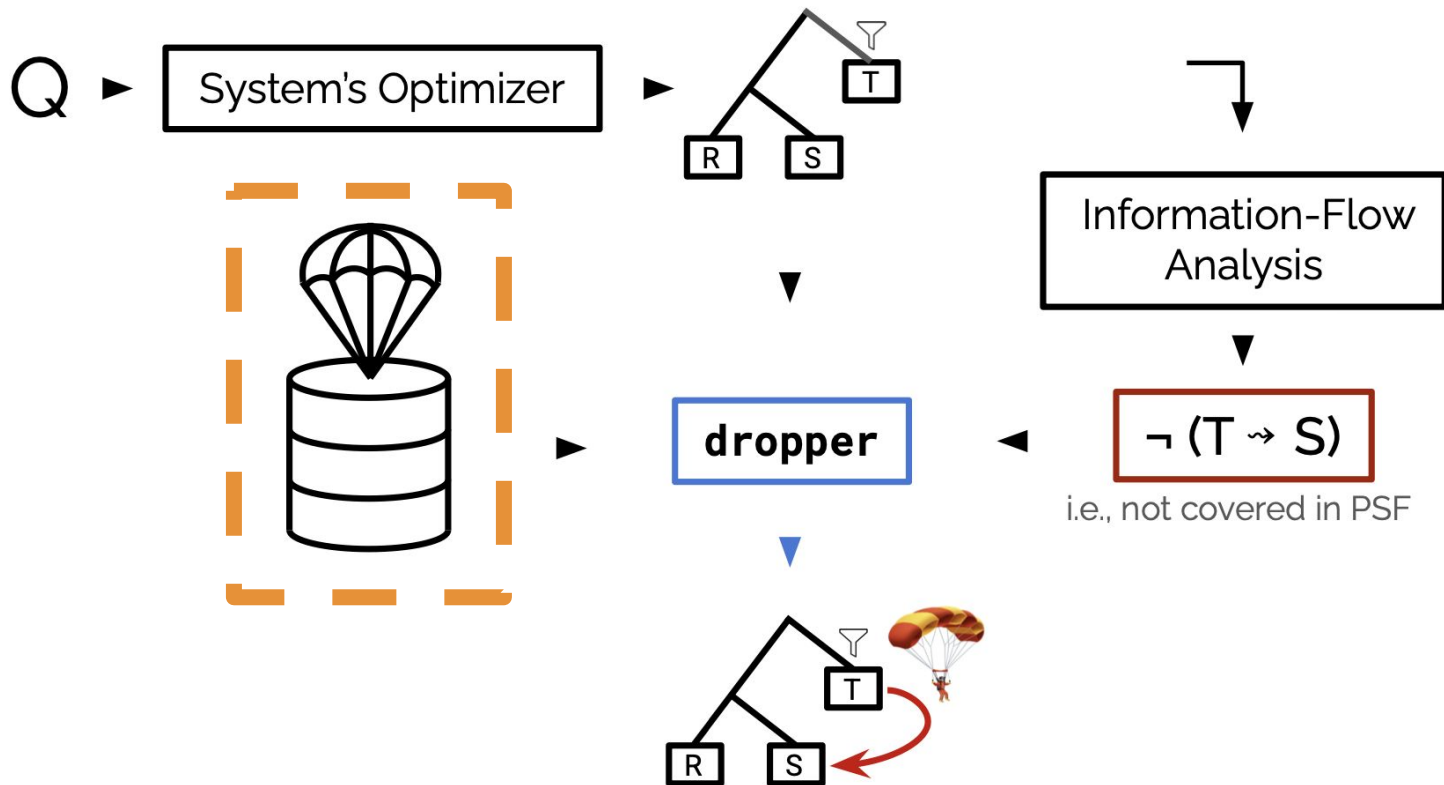 Q
System's Optimizer
T
R
S
Information-Flow
Analysis
dropper
¬ (T ⇝ S)
i.e., not covered in PSF
T
R
S